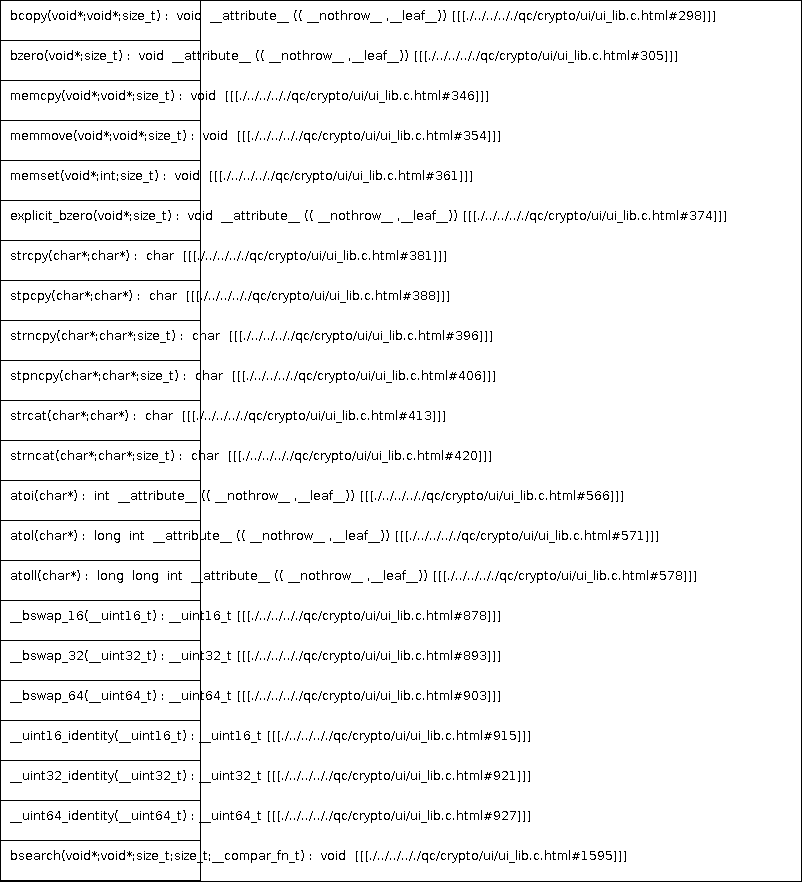 bcopy(void*;void*;size_t) : void __attribute__ (( __nothrow__ ,__leaf__)) [[[./../../../../qc/crypto/ui/ui_lib.c.html#298]]]
bzero(void*;size_t) : void __attribute__ (( __nothrow__ ,__leaf__)) [[[./../../../../qc/crypto/ui/ui_lib.c.html#305]]]
memcpy(void*;void*;size_t) : void [[[./../../../../qc/crypto/ui/ui_lib.c.html#346]]]
memmove(void*;void*;size_t) : void [[[./../../../../qc/crypto/ui/ui_lib.c.html#354]]]
memset(void*;int;size_t) : void [[[./../../../../qc/crypto/ui/ui_lib.c.html#361]]]
explicit_bzero(void*;size_t) : void __attribute__ (( __nothrow__ ,__leaf__)) [[[./../../../../qc/crypto/ui/ui_lib.c.html#374]]]
strcpy(char*;char*) : char [[[./../../../../qc/crypto/ui/ui_lib.c.html#381]]]
stpcpy(char*;char*) : char [[[./../../../../qc/crypto/ui/ui_lib.c.html#388]]]
strncpy(char*;char*;size_t) : char [[[./../../../../qc/crypto/ui/ui_lib.c.html#396]]]
stpncpy(char*;char*;size_t) : char [[[./../../../../qc/crypto/ui/ui_lib.c.html#406]]]
strcat(char*;char*) : char [[[./../../../../qc/crypto/ui/ui_lib.c.html#413]]]
strncat(char*;char*;size_t) : char [[[./../../../../qc/crypto/ui/ui_lib.c.html#420]]]
atoi(char*) : int __attribute__ (( __nothrow__ ,__leaf__)) [[[./../../../../qc/crypto/ui/ui_lib.c.html#566]]]
atol(char*) : long int __attribute__ (( __nothrow__ ,__leaf__)) [[[./../../../../qc/crypto/ui/ui_lib.c.html#571]]]
atoll(char*) : long long int __attribute__ (( __nothrow__ ,__leaf__)) [[[./../../../../qc/crypto/ui/ui_lib.c.html#578]]]
__bswap_16(__uint16_t) : __uint16_t [[[./../../../../qc/crypto/ui/ui_lib.c.html#878]]]
__bswap_32(__uint32_t) : __uint32_t [[[./../../../../qc/crypto/ui/ui_lib.c.html#893]]]
__bswap_64(__uint64_t) : __uint64_t [[[./../../../../qc/crypto/ui/ui_lib.c.html#903]]]
__uint16_identity(__uint16_t) : __uint16_t [[[./../../../../qc/crypto/ui/ui_lib.c.html#915]]]
__uint32_identity(__uint32_t) : __uint32_t [[[./../../../../qc/crypto/ui/ui_lib.c.html#921]]]
__uint64_identity(__uint64_t) : __uint64_t [[[./../../../../qc/crypto/ui/ui_lib.c.html#927]]]
bsearch(void*;void*;size_t;size_t;__compar_fn_t) : void [[[./../../../../qc/crypto/ui/ui_lib.c.html#1595]]]